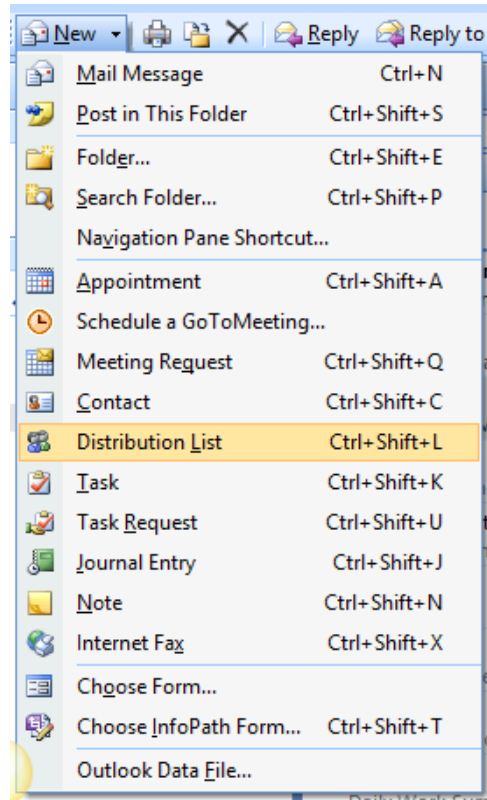 New Reply Reply to
Mail Message Ctrl+N
Post in This Folder Ctrl+Shift+S
Folder... Ctrl+Shift+E
Search Folder... Ctrl+Shift+P
Navigation Pane Shortcut...
Appointment Ctrl+Shift+A
Schedule a GoToMeeting...
Meeting Request Ctrl+Shift+Q
Contact Ctrl+Shift+C
Distribution List Ctrl+Shift+L
Task Ctrl+Shift+K
Task Request Ctrl+Shift+U
Journal Entry Ctrl+Shift+J
Note Ctrl+Shift+N
Internet Fax Ctrl+Shift+X
Choose Form...
Choose InfoPath Form... Ctrl+Shift+T
Outlook Data File...